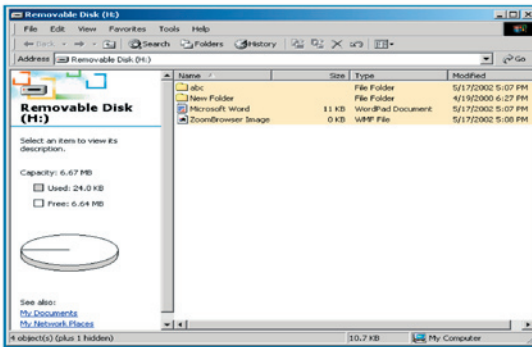 Removable Disk (H:)
File Edit View Favorites Tools Help
Back Search Folders History
Address Removable Disk (H:) Go
Name Size Type Modified
abc File Folder 5/17/2002 5:07 PM
New Folder File Folder 4/19/2000 6:27 PM
Microsoft Word 11 KB WordPad Document 5/17/2002 5:07 PM
ZoomBrowser Image 0 KB WMF File 5/17/2002 5:08 PM
Removable Disk
(H:)
Select an item to view its
description.
Capacity: 6.67 MB
Used: 24.0 KB
Free: 6.64 MB
See also:
My Documents
My Network Places
4 object(s) (plus 1 hidden) 10.7 KB My Computer